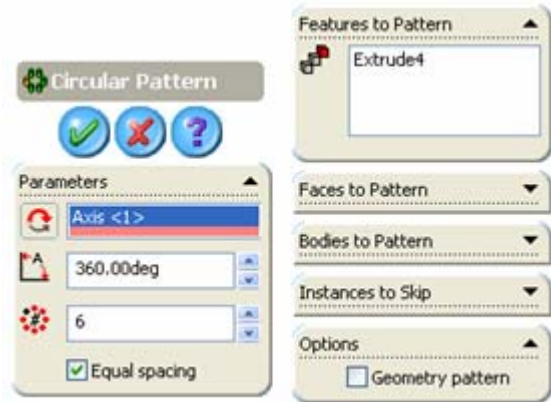 Circular Pattern
?
Parameters
Axis <1>
A
360.00deg
#
6
Equal spacing
Features to Pattern
Extrude4
Faces to Pattern
Bodies to Pattern
Instances to Skip
Options
Geometry pattern